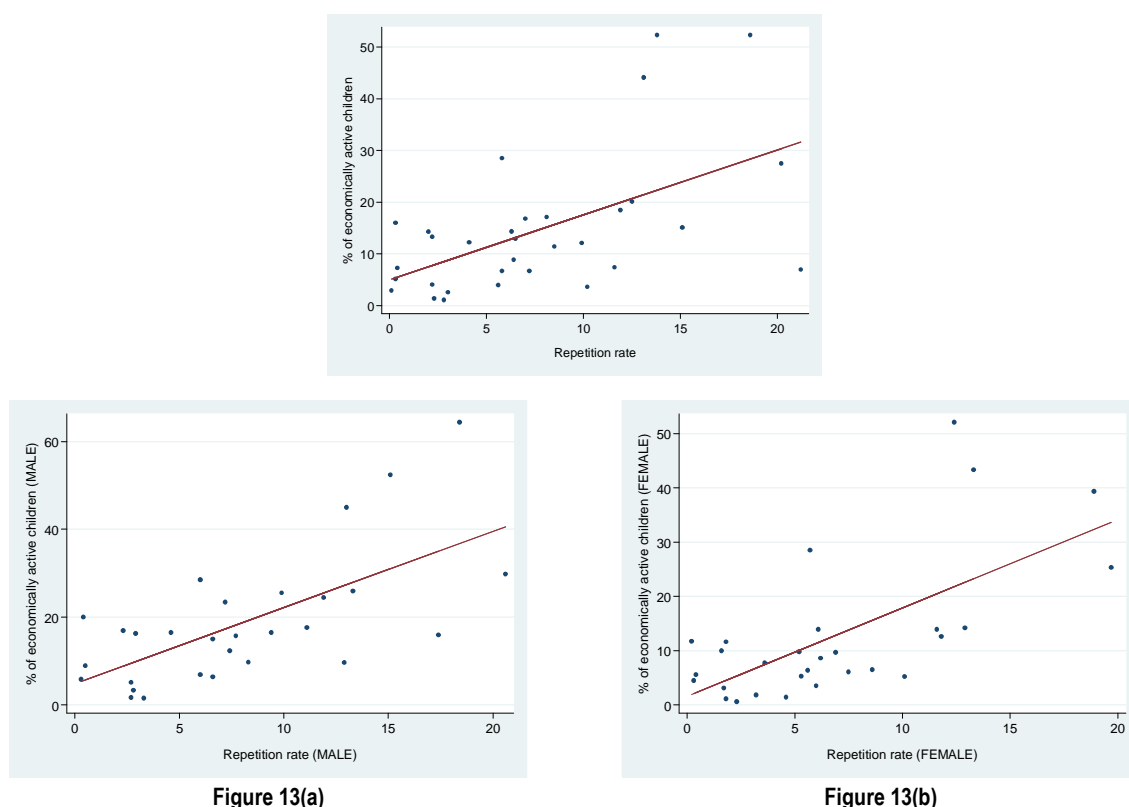 % of economically active children
50
40
30
20
10
0
0 5 10 15 20
Repetition rate
% of economically active children (MALE)
60
40
20
0
0 5 10 15 20
Repetition rate (MALE)
Figure 13(a)
% of economically active children (FEMALE)
50
40
30
20
10
0
0 5 10 15 20
Repetition rate (FEMALE)
Figure 13(b)